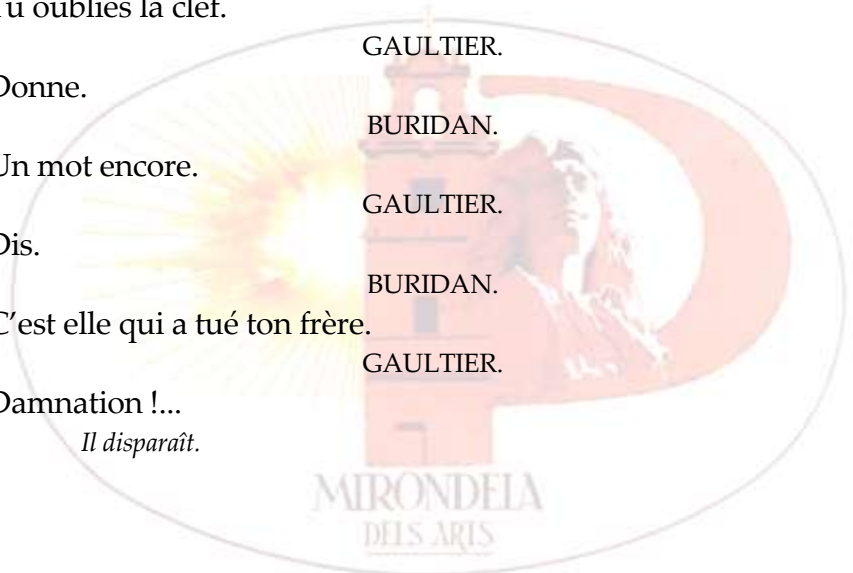 Tu oublies la clef.
GAULTIER.
Donne.
BURIDAN.
Un mot encore.
GAULTIER.
Dis.
BURIDAN.
C’est elle qui a tué ton frère.
GAULTIER.
Damnation !...
Il disparaît.
MIRONDELA
DELS ARTS